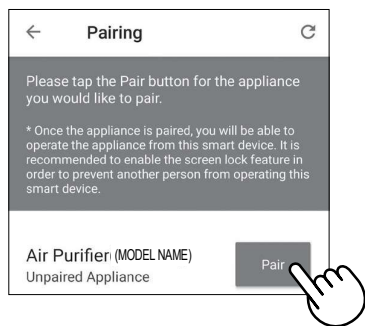 Pairing
Please tap the Pair button for the appliance
you would like to pair.
* Once the appliance is paired, you will be able to
operate the appliance from this smart device. It is
recommended to enable the screen lock feature in
order to prevent another person from operating this
smart device.
Air Purifier (MODEL NAME)
Unpaired Appliance
Pair